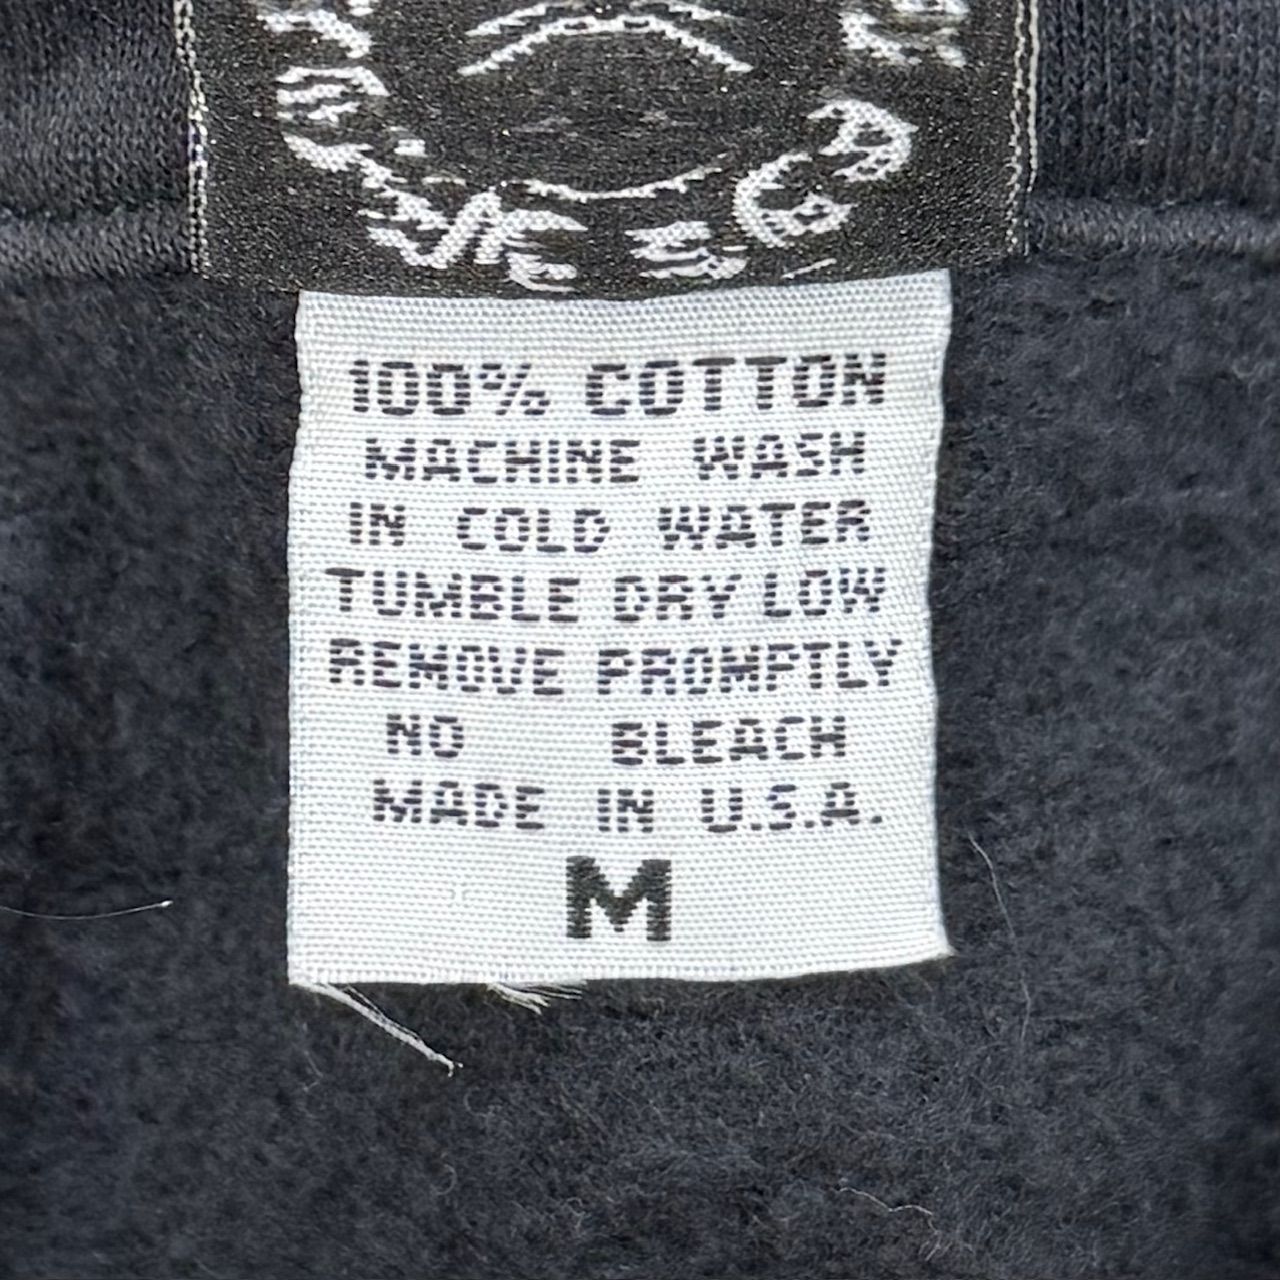 100% COTTON
MACHINE WASH
IN COLD WATER
TUMBLE DRY LOW
REMOVE PROMPTLY
NO BLEACH
MADE IN U.S.A.
M